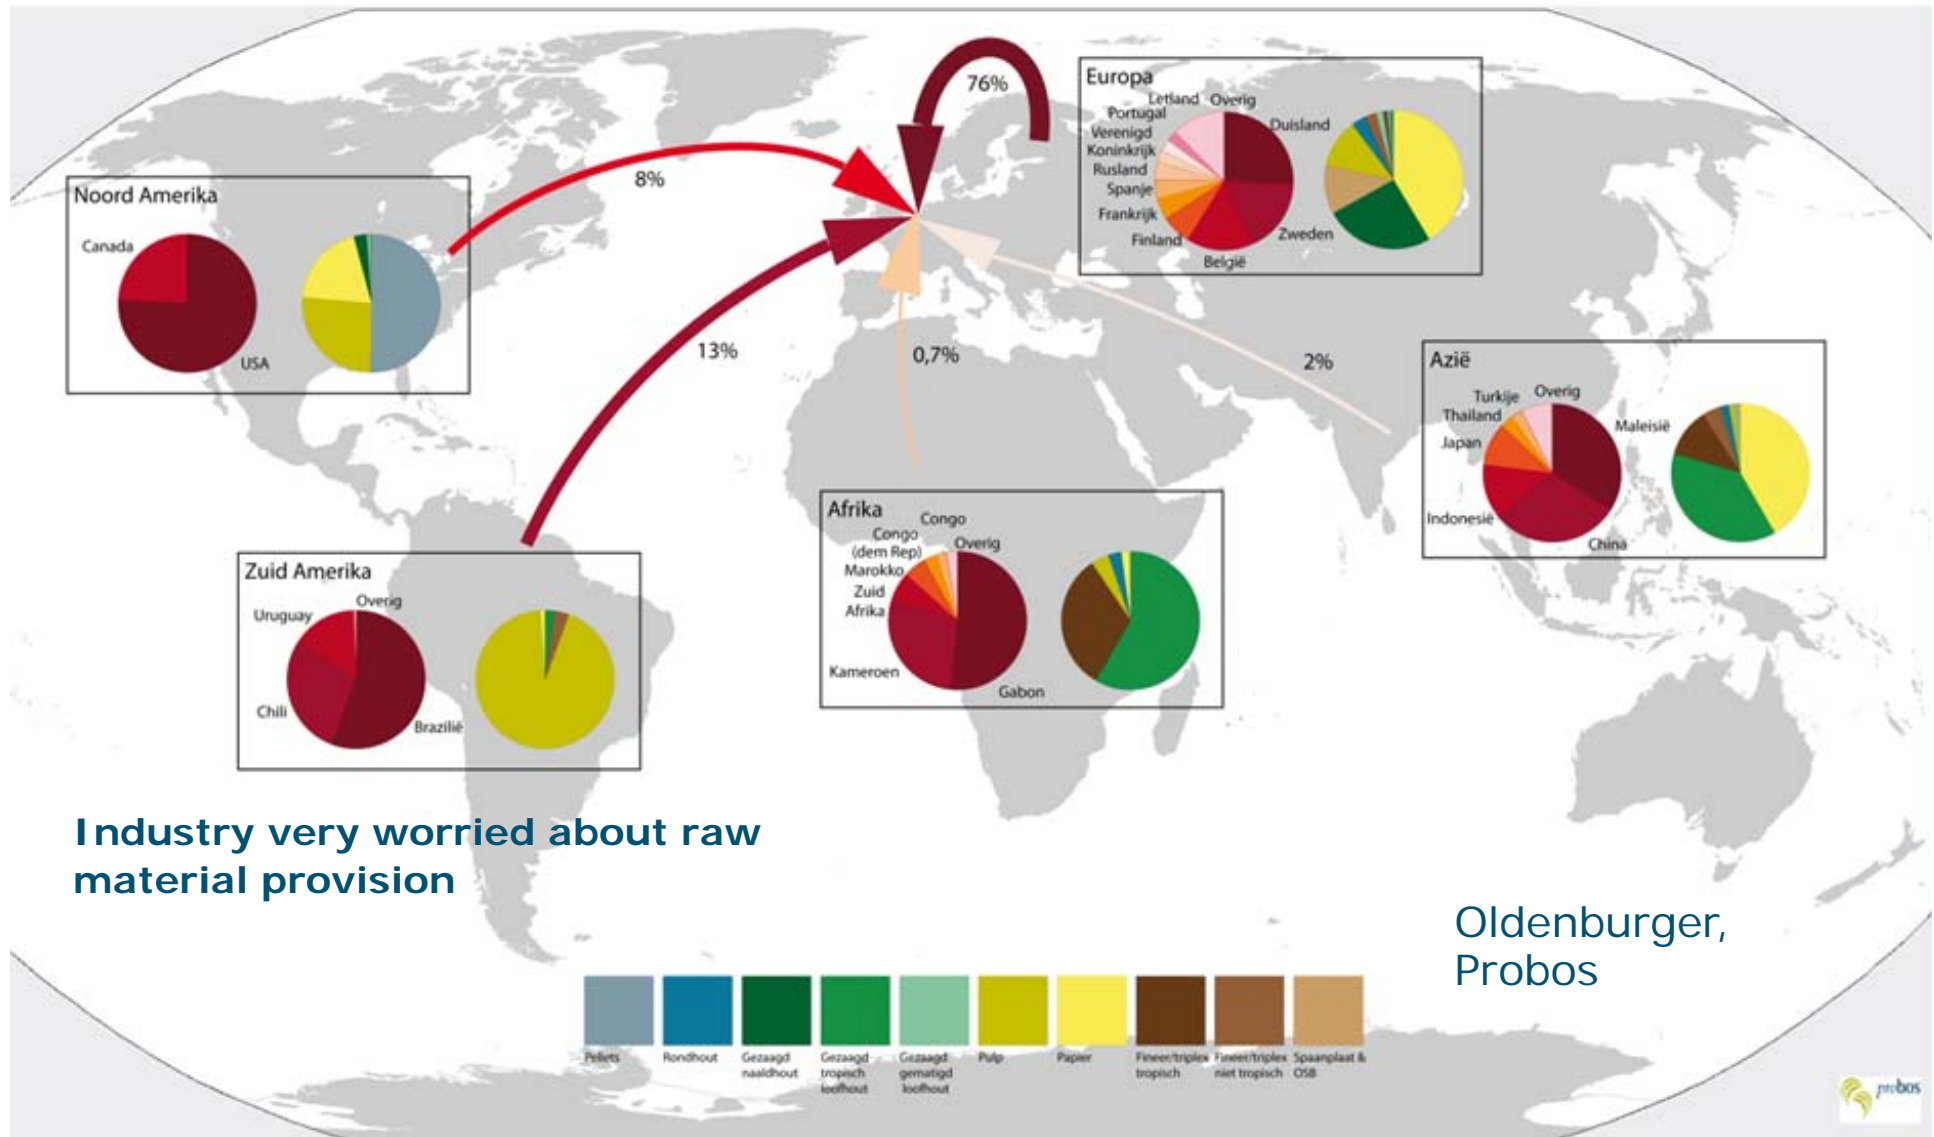 76%
8%
13%
0,7%
2%
Noord Amerika
Canada
USA
Europa
Letland
Overig
Portugal
Verenigd
Koninkrijk
Rusland
Spanje
Frankrijk
Finland
België
Zweden
Duisland
Azië
Turkije
Overig
Thailand
Japan
Indonesië
China
Maleisië
Afrika
Congo
Congo
(dem Rep)
Overig
Marokko
Zuid
Afrika
Kameroen
Gabon
Zuid Amerika
Uruguay
Overig
Chili
Brazilië
Industry very worried about raw
material provision
Oldenburger,
Probos
Pellets
Rondhout
Gezaagd
naaldhout
Gezaagd
tropisch
loofhout
Gezaagd
gematigd
loofhout
Pulp
Papier
Fineer/triplex
tropisch
Fineer/triplex
niet tropisch
Spaanplaat &
OSB
probos